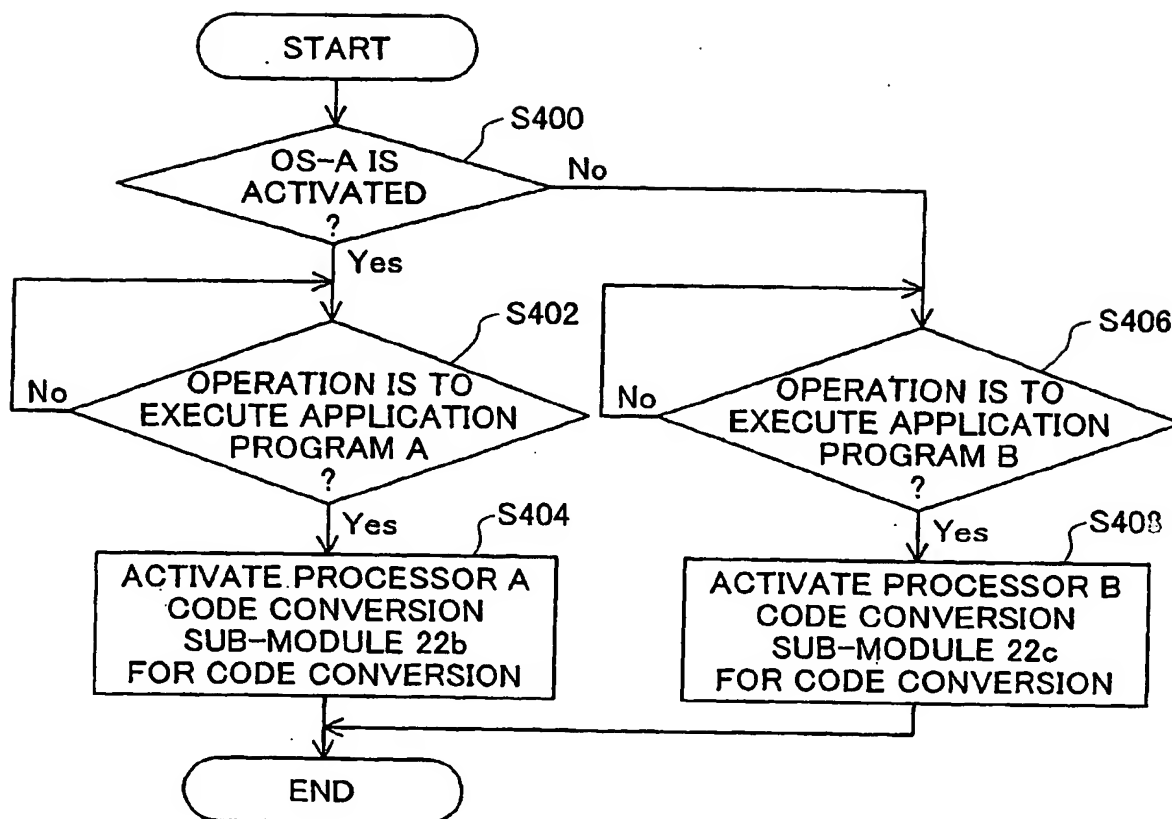 START
S400
OS-A IS
ACTIVATED
?
No
Yes
S402
No
OPERATION IS TO
EXECUTE APPLICATION
PROGRAM A
?
Yes
S404
ACTIVATE PROCESSOR A
CODE CONVERSION
SUB-MODULE 22b
FOR CODE CONVERSION
S406
No
OPERATION IS TO
EXECUTE APPLICATION
PROGRAM B
?
Yes
S408
ACTIVATE PROCESSOR B
CODE CONVERSION
SUB-MODULE 22c
FOR CODE CONVERSION
END